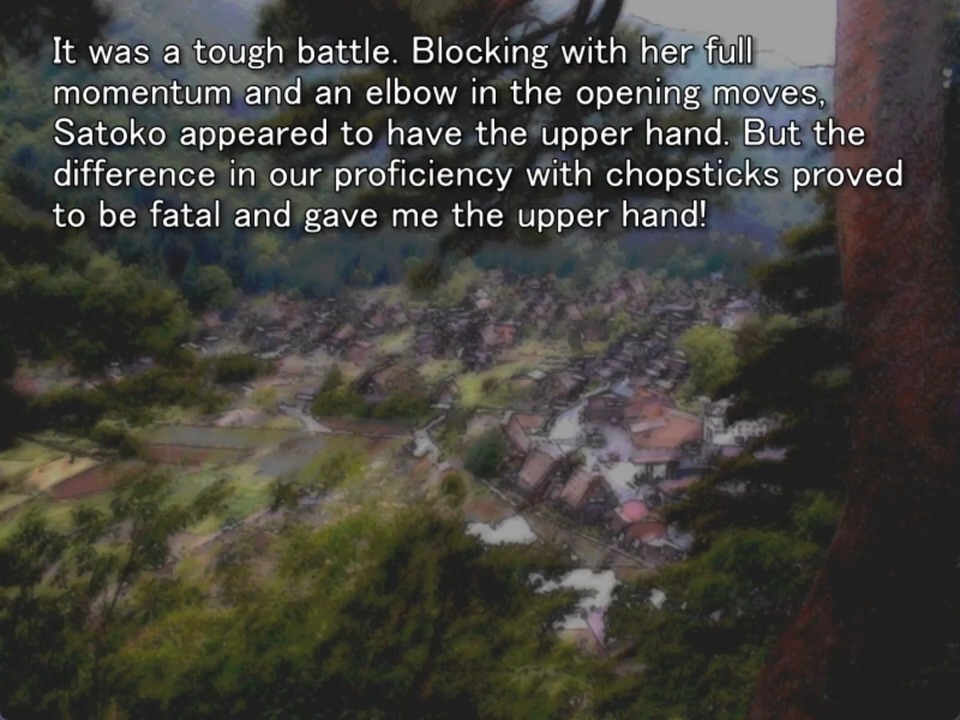 It was a tough battle. Blocking with her full
momentum and an elbow in the opening moves,
Satoko appeared to have the upper hand. But the
difference in our proficiency with chopsticks proved
to be fatal and gave me the upper hand!